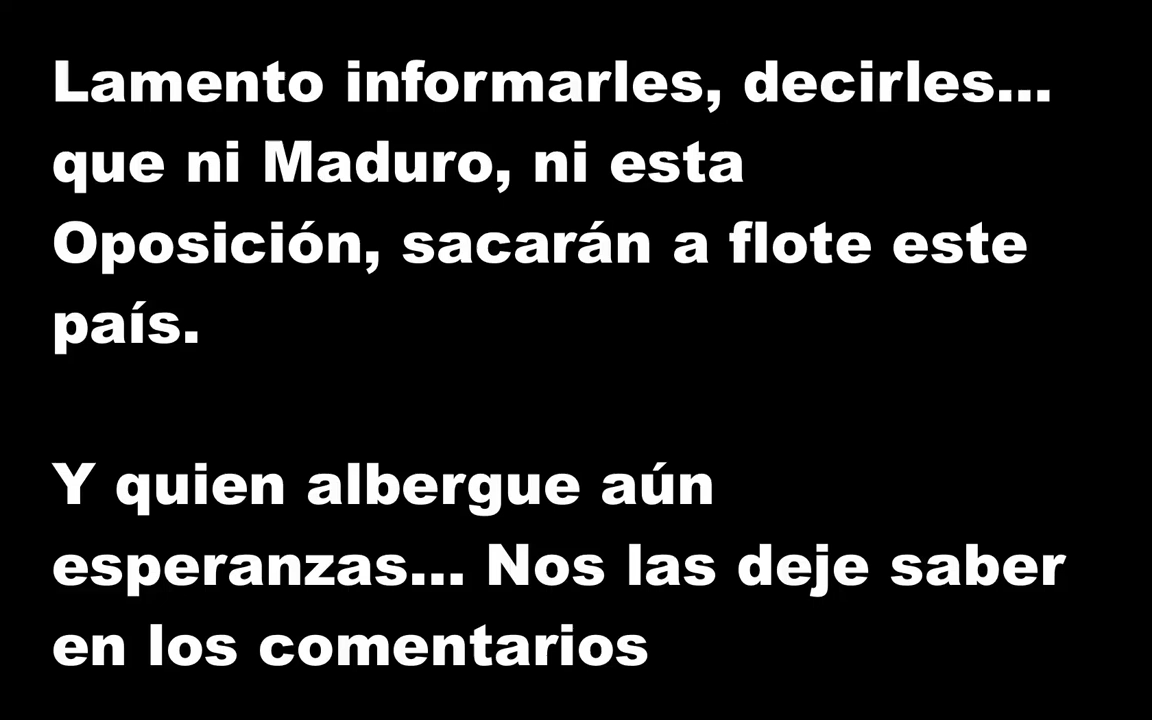 Lamento informarles, decirles...
que ni Maduro, ni esta
Oposición, sacarán a flote este
país.
Y quien albergue aún
esperanzas... Nos las deje saber
en los comentarios